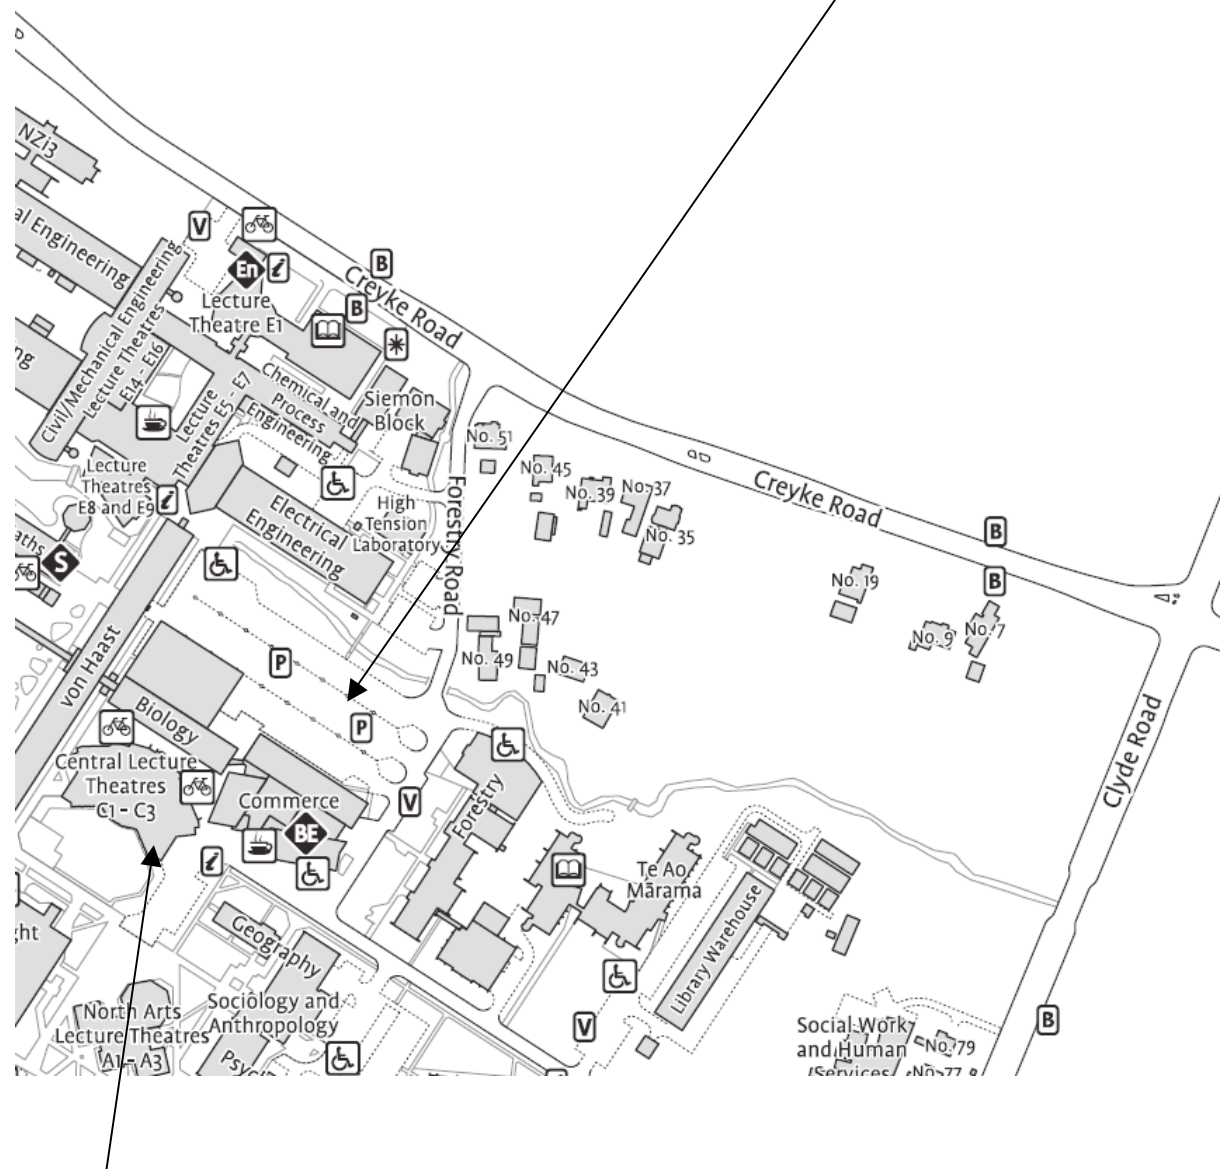 NZi3
al Engineering
V
En
i
B
Creyke Road
B
Lecture
Theatre E1
Civil/Mechanical Engineering
Lecture Theatres
E14 - E16
ng
Lecture
Theatres E5 - E7
Chemical and
Process
Engineering
Siemon
Block
No. 51
No. 45
No. 39
No. 37
No. 35
Creyke Road
B
B
Lecture
Theatres
E8 and E9
i
Electrical
Engineering
High
Tension
Laboratory
Forestry Road
aths
S
No. 19
No. 9
No. 7
No. 47
No. 49
No. 43
No. 41
von Haast
P
P
Biology
Central Lecture
Theatres
C1 - C3
Commerce
BE
V
i
Forestry
Clyde Road
Te Ao
Mārama
Library Warehouse
ght
Geography
Sociology and
Anthropology
North Arts
Lecture Theatres
A1 - A3
V
B
Social Work
and Human
Services
No. 79
No. 77